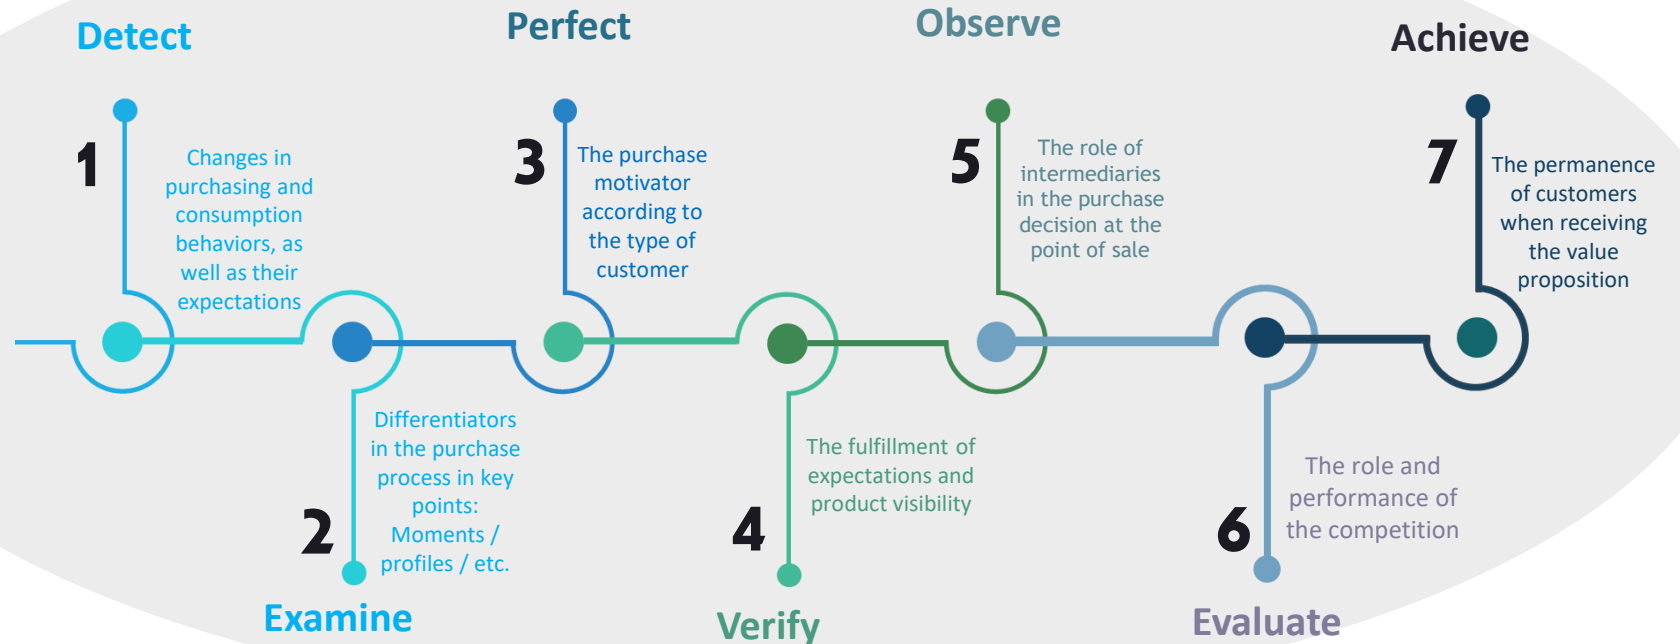 Detect
1
Changes in
purchasing and
consumption
behaviors, as
well as their
expectations
Examine
2
Differentiators
in the purchase
process in key
points:
Moments /
profiles / etc.
Perfect
3
The purchase
motivator
according to
the type of
customer
Verify
4
The fulfillment of
expectations and
product visibility
Observe
5
The role of
intermediaries
in the purchase
decision at the
point of sale
Evaluate
6
The role and
performance of
the competition
Achieve
7
The permanence
of customers
when receiving
the value
proposition